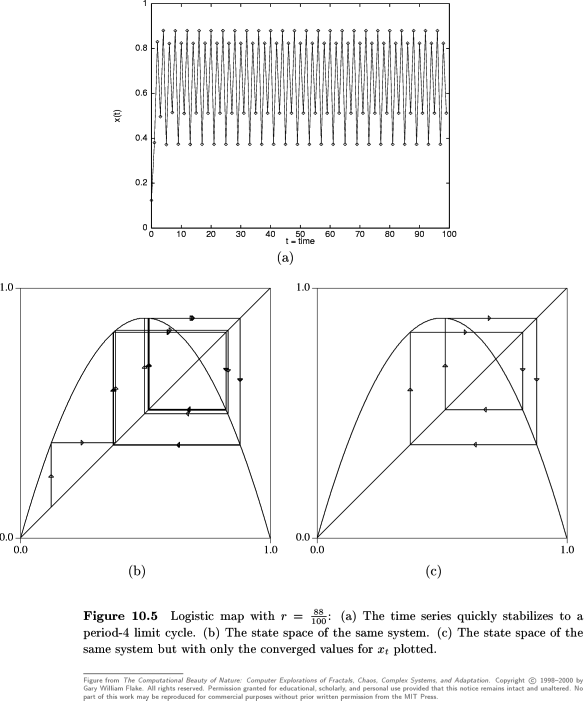 1
0.8
0.6
x(t)
0.4
0.2
0
0 10 20 30 40 50 60 70 80 90 100
t = time
(a)
1.0 1.0
0.0 0.0
0.0 1.0 0.0 1.0
(b) (c)
Figure 10.5 Logistic map with r = 88/100: (a) The time series quickly stabilizes to a
period-4 limit cycle. (b) The state space of the same system. (c) The state space of the
same system but with only the converged values for xt plotted.
Figure from The Computational Beauty of Nature: Computer Explorations of Fractals, Chaos, Complex Systems, and Adaptation. Copyright © 1998–2000 by
Gary William Flake. All rights reserved. Permission granted for educational, scholarly, and personal use provided that this notice remains intact and unaltered. No
part of this work may be reproduced for commercial purposes without prior written permission from the MIT Press.